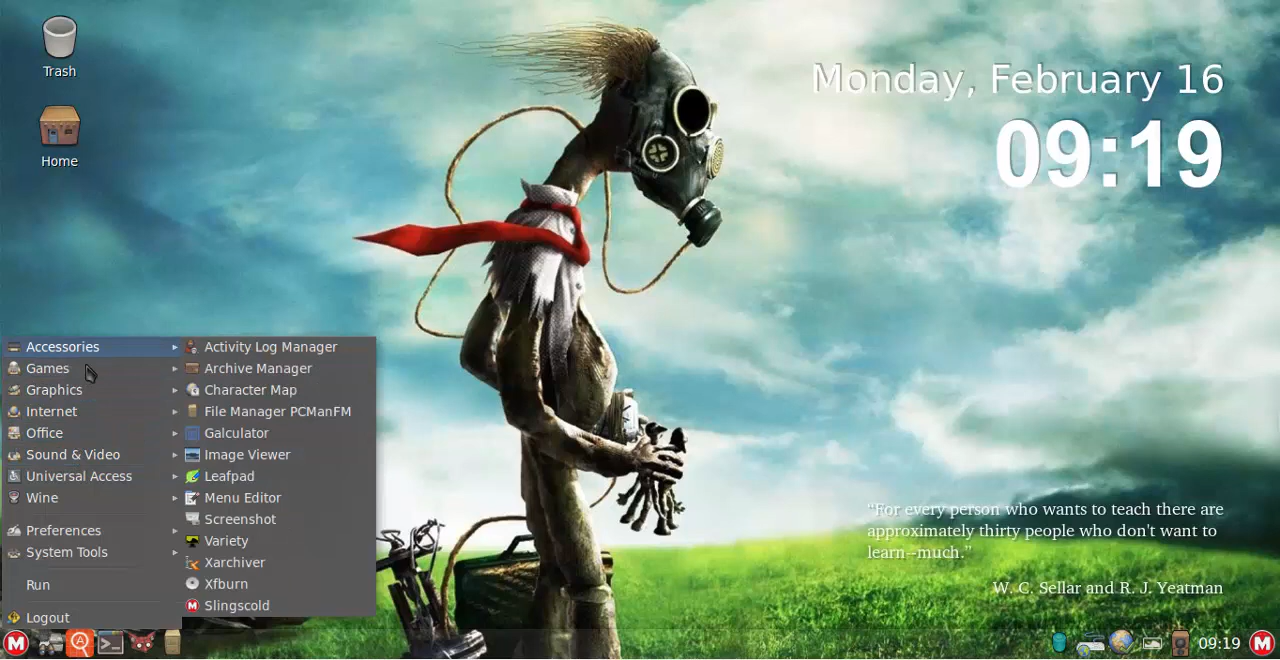 Trash
Home
Monday, February 16
09:19
Accessories
Games
Graphics
Internet
Office
Sound & Video
Universal Access
Wine
Preferences
System Tools
Run
Logout
Activity Log Manager
Archive Manager
Character Map
File Manager PCManFM
Galculator
Image Viewer
Leafpad
Menu Editor
Screenshot
Variety
Xarchiver
Xfburn
Slingscold
"For every person who wants to teach there are
approximately thirty people who don't want to
learn--much."
W. C. Sellar and R. J. Yeatman
09:19